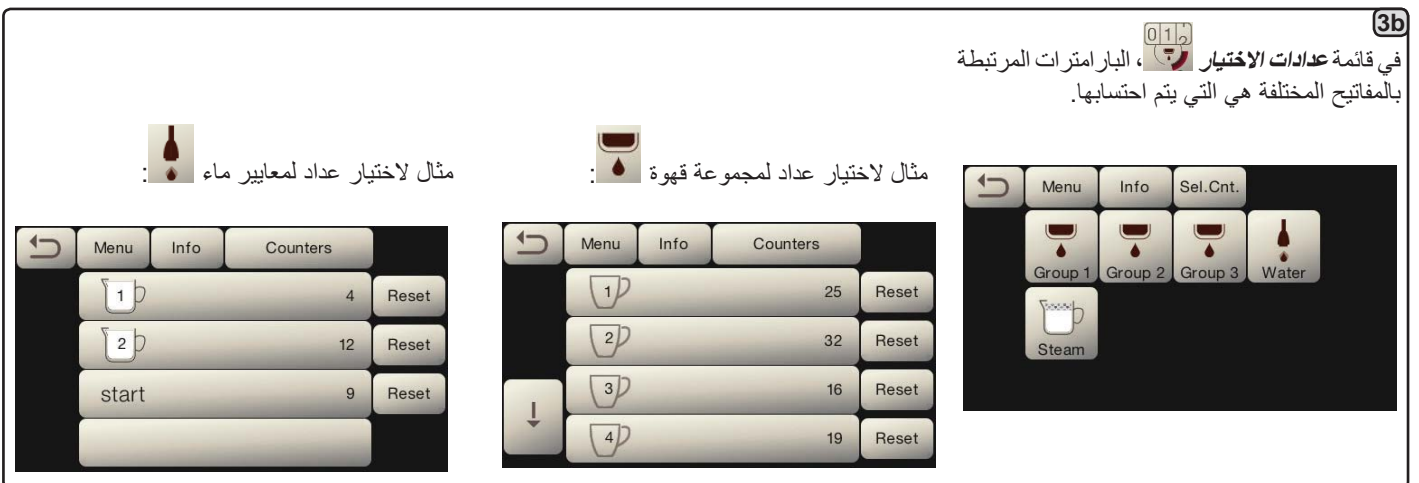 3b
في قائمة عدادات الاختيار ، البارامترات المرتبطة
بالمفاتيح المختلفة هي التي يتم احتسابها.
Menu Info Sel.Cnt.
Group 1 Group 2 Group 3 Water
Steam
مثال لاختيار عداد لمجموعة قهوة :
Menu Info Counters
1 25 Reset
2 32 Reset
3 16 Reset
4 19 Reset
مثال لاختيار عداد لمعايير ماء :
Menu Info Counters
1 4 Reset
2 12 Reset
start 9 Reset